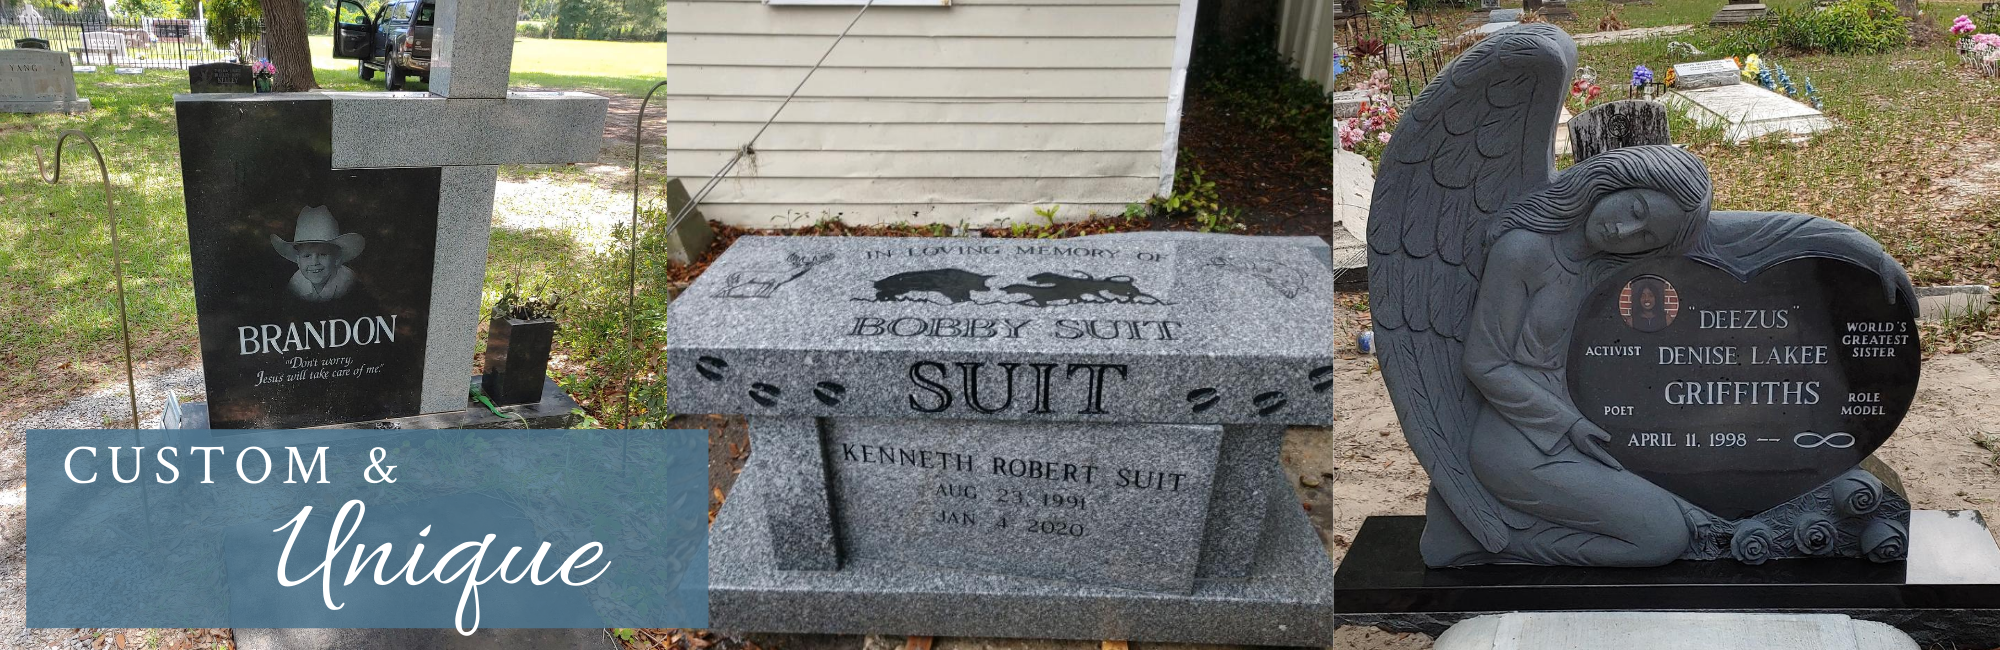 YANG
BRANDON
"Don't worry,
Jesus will take care of me."
CUSTOM &
Unique
IN LOVING MEMORY OF
BOBBY SUIT
SUIT
KENNETH ROBERT SUIT
AUG 23, 1991
JAN 4 2020
"DEEZUS"
ACTIVIST
DENISE LAKEE
WORLD'S
GREATEST
SISTER
GRIFFITHS
POET
ROLE
MODEL
APRIL 11, 1998 —